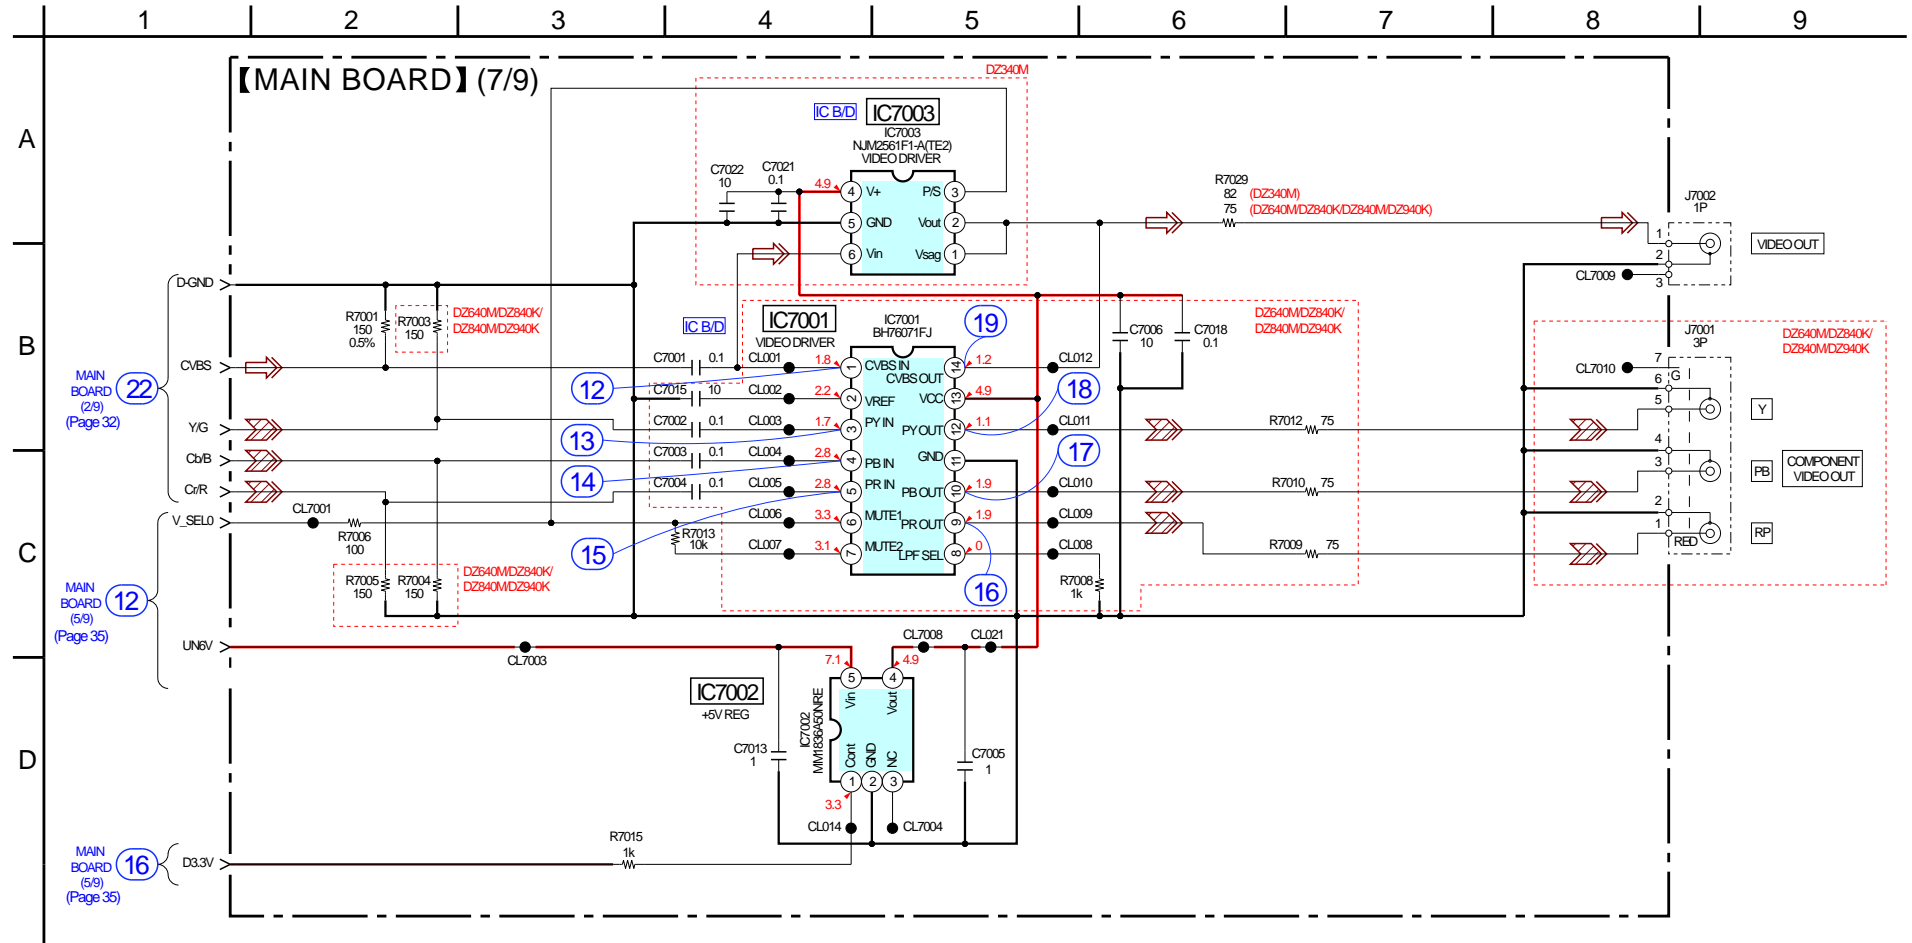 1 2 3 4 5 6 7 8 9
A
B
C
D
【MAIN BOARD】 (7/9)
DZ340M
IC B/D
IC7003
IC7003
NJM2561F1-A(TE2)
VIDEO DRIVER
C7022
10
C7021
0.1
4.9
4 V+
P/S 3
5 GND
Vout 2
6 Vin
Vsag 1
R7029
82 (DZ340M)
75 (DZ640M/DZ840K/DZ840M/DZ940K)
J7002
1P
1
2
3
VIDEO OUT
CL7009
D-GND
R7001
150
0.5%
R7003
150
DZ640M/DZ840K/
DZ840M/DZ940K
IC B/D
IC7001
VIDEO DRIVER
IC7001
BH76071FJ
19
C7006
10
C7018
0.1
DZ640M/DZ840K/
DZ840M/DZ940K
J7001
3P
DZ640M/DZ840K/
DZ840M/DZ940K
CVBS
MAIN
BOARD
(2/9)
(Page 32)
22
C7001 0.1 CL001 1.8 1 CVBS IN
CVBS OUT 14 1.2 CL012
12
C7015 10 CL002 2.2 2 VREF
VCC 13 4.9
18
Y/G
C7002 0.1 CL003 1.7 3 PY IN
PY OUT 12 1.1 CL011
R7012 75
13
Cb/B
C7003 0.1 CL004 2.8 4 PB IN
GND 11
17
14
Cr/R
C7004 0.1 CL005 2.8 5 PR IN
PB OUT 10 1.9 CL010
R7010 75
V_SEL0
CL7001
R7006
100
CL006 3.3 6 MUTE1
PR OUT 9 1.9 CL009
R7013
10k
15
CL007 3.1 7 MUTE2
LPF SEL 8 0 CL008
R7009 75
16
R7008
1k
CL7010
7
G
6
5
Y
4
3
PB
COMPONENT
VIDEO OUT
2
1
RED
RP
R7005
150
R7004
150
DZ640M/DZ840K/
DZ840M/DZ940K
MAIN
BOARD
(5/9)
(Page 35)
12
UN6V
CL7003
CL7008
CL021
7.1
4.9
5
4
Vin
Vout
IC7002
+5V REG
IC7002
MM1836A50NRE
Cont
GND
NC
1
2
3
C7013
1
C7005
1
3.3
CL014
CL7004
R7015
1k
MAIN
BOARD
(5/9)
(Page 35)
16
D3.3V